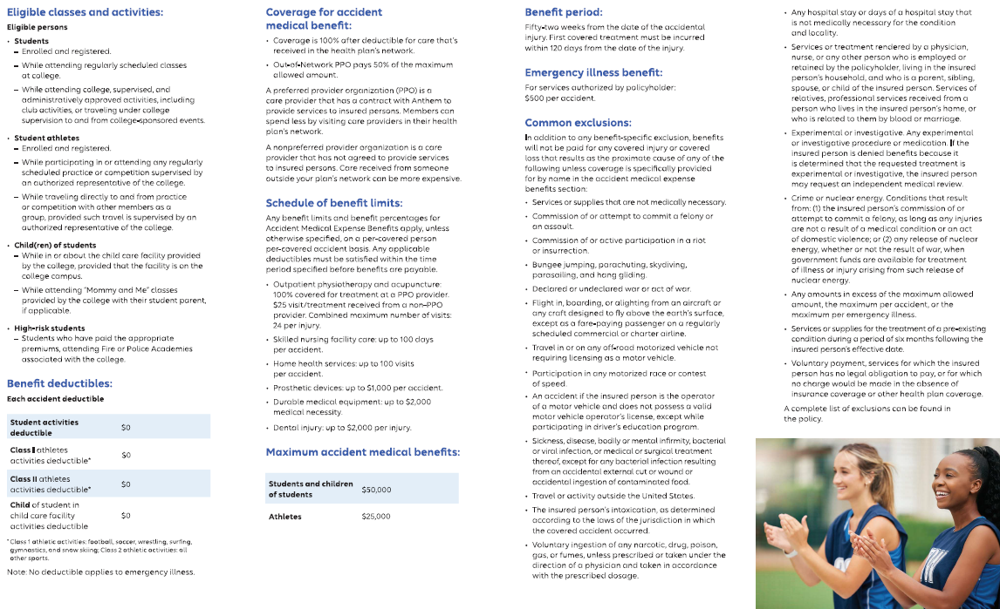 Eligible classes and activities:
Eligible persons
• Students
– Enrolled and registered.
– While attending regularly scheduled classes
at college.
– While attending college, supervised, and
administratively approved activities, including
club activities, or traveling under college
supervision to and from college-sponsored events.
• Student athletes
– Enrolled and registered.
– While participating in or attending any regularly
scheduled practice or competition supervised by
an authorized representative of the college.
– While traveling directly to and from practice
or competition with other members as a
group, provided such travel is supervised by an
authorized representative of the college.
• Child(ren) of students
– While in or about the child care facility provided
by the college, provided that the facility is on the
college campus.
– While attending "Mommy and Me" classes
provided by the college with their student parent,
if applicable.
• High-risk students
– Students who have paid the appropriate
premiums, attending Fire or Police Academies
associated with the college.
Benefit deductibles:
Each accident deductible
Student activities
deductible
$0
Class I athletes
activities deductible*
$0
Class II athletes
activities deductible*
$0
Child of student in
child care facility
activities deductible
$0
*Class 1 athletic activities: football, soccer, wrestling, surfing,
gymnastics, and snow skiing; Class 2 athletic activities: all
other sports.
Note: No deductible applies to emergency illness.
Coverage for accident
medical benefit:
• Coverage is 100% after deductible for care that's
received in the health plan's network.
• Out-of-Network PPO pays 50% of the maximum
allowed amount.
A preferred provider organization (PPO) is a
care provider that has a contract with Anthem to
provide services to insured persons. Members can
spend less by visiting care providers in their health
plan's network.
A nonpreferred provider organization is a care
provider that has not agreed to provide services
to insured persons. Care received from someone
outside your plan's network can be more expensive.
Schedule of benefit limits:
Any benefit limits and benefit percentages for
Accident Medical Expense Benefits apply, unless
otherwise specified, on a per-covered person
per-covered accident basis. Any applicable
deductibles must be satisfied within the time
period specified before benefits are payable.
• Outpatient physiotherapy and acupuncture:
100% covered for treatment at a PPO provider.
$25 visit/treatment received from a non-PPO
provider. Combined maximum number of visits:
24 per injury.
• Skilled nursing facility care: up to 100 days
per accident.
• Home health services: up to 100 visits
per accident.
• Prosthetic devices: up to $1,000 per accident.
• Durable medical equipment: up to $2,000
medical necessity.
• Dental injury: up to $2,000 per injury.
Maximum accident medical benefits:
Students and children
of students
$50,000
Athletes
$25,000
Benefit period:
Fifty-two weeks from the date of the accidental
injury. First covered treatment must be incurred
within 120 days from the date of the injury.
Emergency illness benefit:
For services authorized by policyholder:
$500 per accident.
Common exclusions:
In addition to any benefit-specific exclusion, benefits
will not be paid for any covered injury or covered
loss that results as the proximate cause of any of the
following unless coverage is specifically provided
for by name in the accident medical expense
benefits section:
• Services or supplies that are not medically necessary.
• Commission of or attempt to commit a felony or
an assault.
• Commission of or active participation in a riot
or insurrection.
• Bungee jumping, parachuting, skydiving,
parasailing, and hang gliding.
• Declared or undeclared war or act of war.
• Flight in, boarding, or alighting from an aircraft or
any craft designed to fly above the earth's surface,
except as a fare-paying passenger on a regularly
scheduled commercial or charter airline.
• Travel in or on any off-road motorized vehicle not
requiring licensing as a motor vehicle.
• Participation in any motorized race or contest
of speed.
• An accident if the insured person is the operator
of a motor vehicle and does not possess a valid
motor vehicle operator's license, except while
participating in driver's education program.
• Sickness, disease, bodily or mental infirmity, bacterial
or viral infection, or medical or surgical treatment
thereof, except for any bacterial infection resulting
from an accidental external cut or wound or
accidental ingestion of contaminated food.
• Travel or activity outside the United States.
• The insured person's intoxication, as determined
according to the laws of the jurisdiction in which
the covered accident occurred.
• Voluntary ingestion of any narcotic, drug, poison,
gas, or fumes, unless prescribed or taken under the
direction of a physician and taken in accordance
with the prescribed dosage.
• Any hospital stay or days of a hospital stay that
is not medically necessary for the condition
and locality.
• Services or treatment rendered by a physician,
nurse, or any other person who is employed or
retained by the policyholder, living in the insured
person's household, and who is a parent, sibling,
spouse, or child of the insured person. Services of
relatives, professional services received from a
person who lives in the insured person's home, or
who is related to them by blood or marriage.
• Experimental or investigative. Any experimental
or investigative procedure or medication. If the
insured person is denied benefits because it
is determined that the requested treatment is
experimental or investigative, the insured person
may request an independent medical review.
• Crime or nuclear energy. Conditions that result
from: (1) the insured person's commission of or
attempt to commit a felony, as long as any injuries
are not a result of a medical condition or an act
of domestic violence; or (2) any release of nuclear
energy, whether or not the result of war, when
government funds are available for treatment
of illness or injury arising from such release of
nuclear energy.
• Any amounts in excess of the maximum allowed
amount, the maximum per accident, or the
maximum per emergency illness.
• Services or supplies for the treatment of a pre-existing
condition during a period of six months following the
insured person's effective date.
• Voluntary payment, services for which the insured
person has no legal obligation to pay, or for which
no charge would be made in the absence of
insurance coverage or other health plan coverage.
A complete list of exclusions can be found in
the policy.